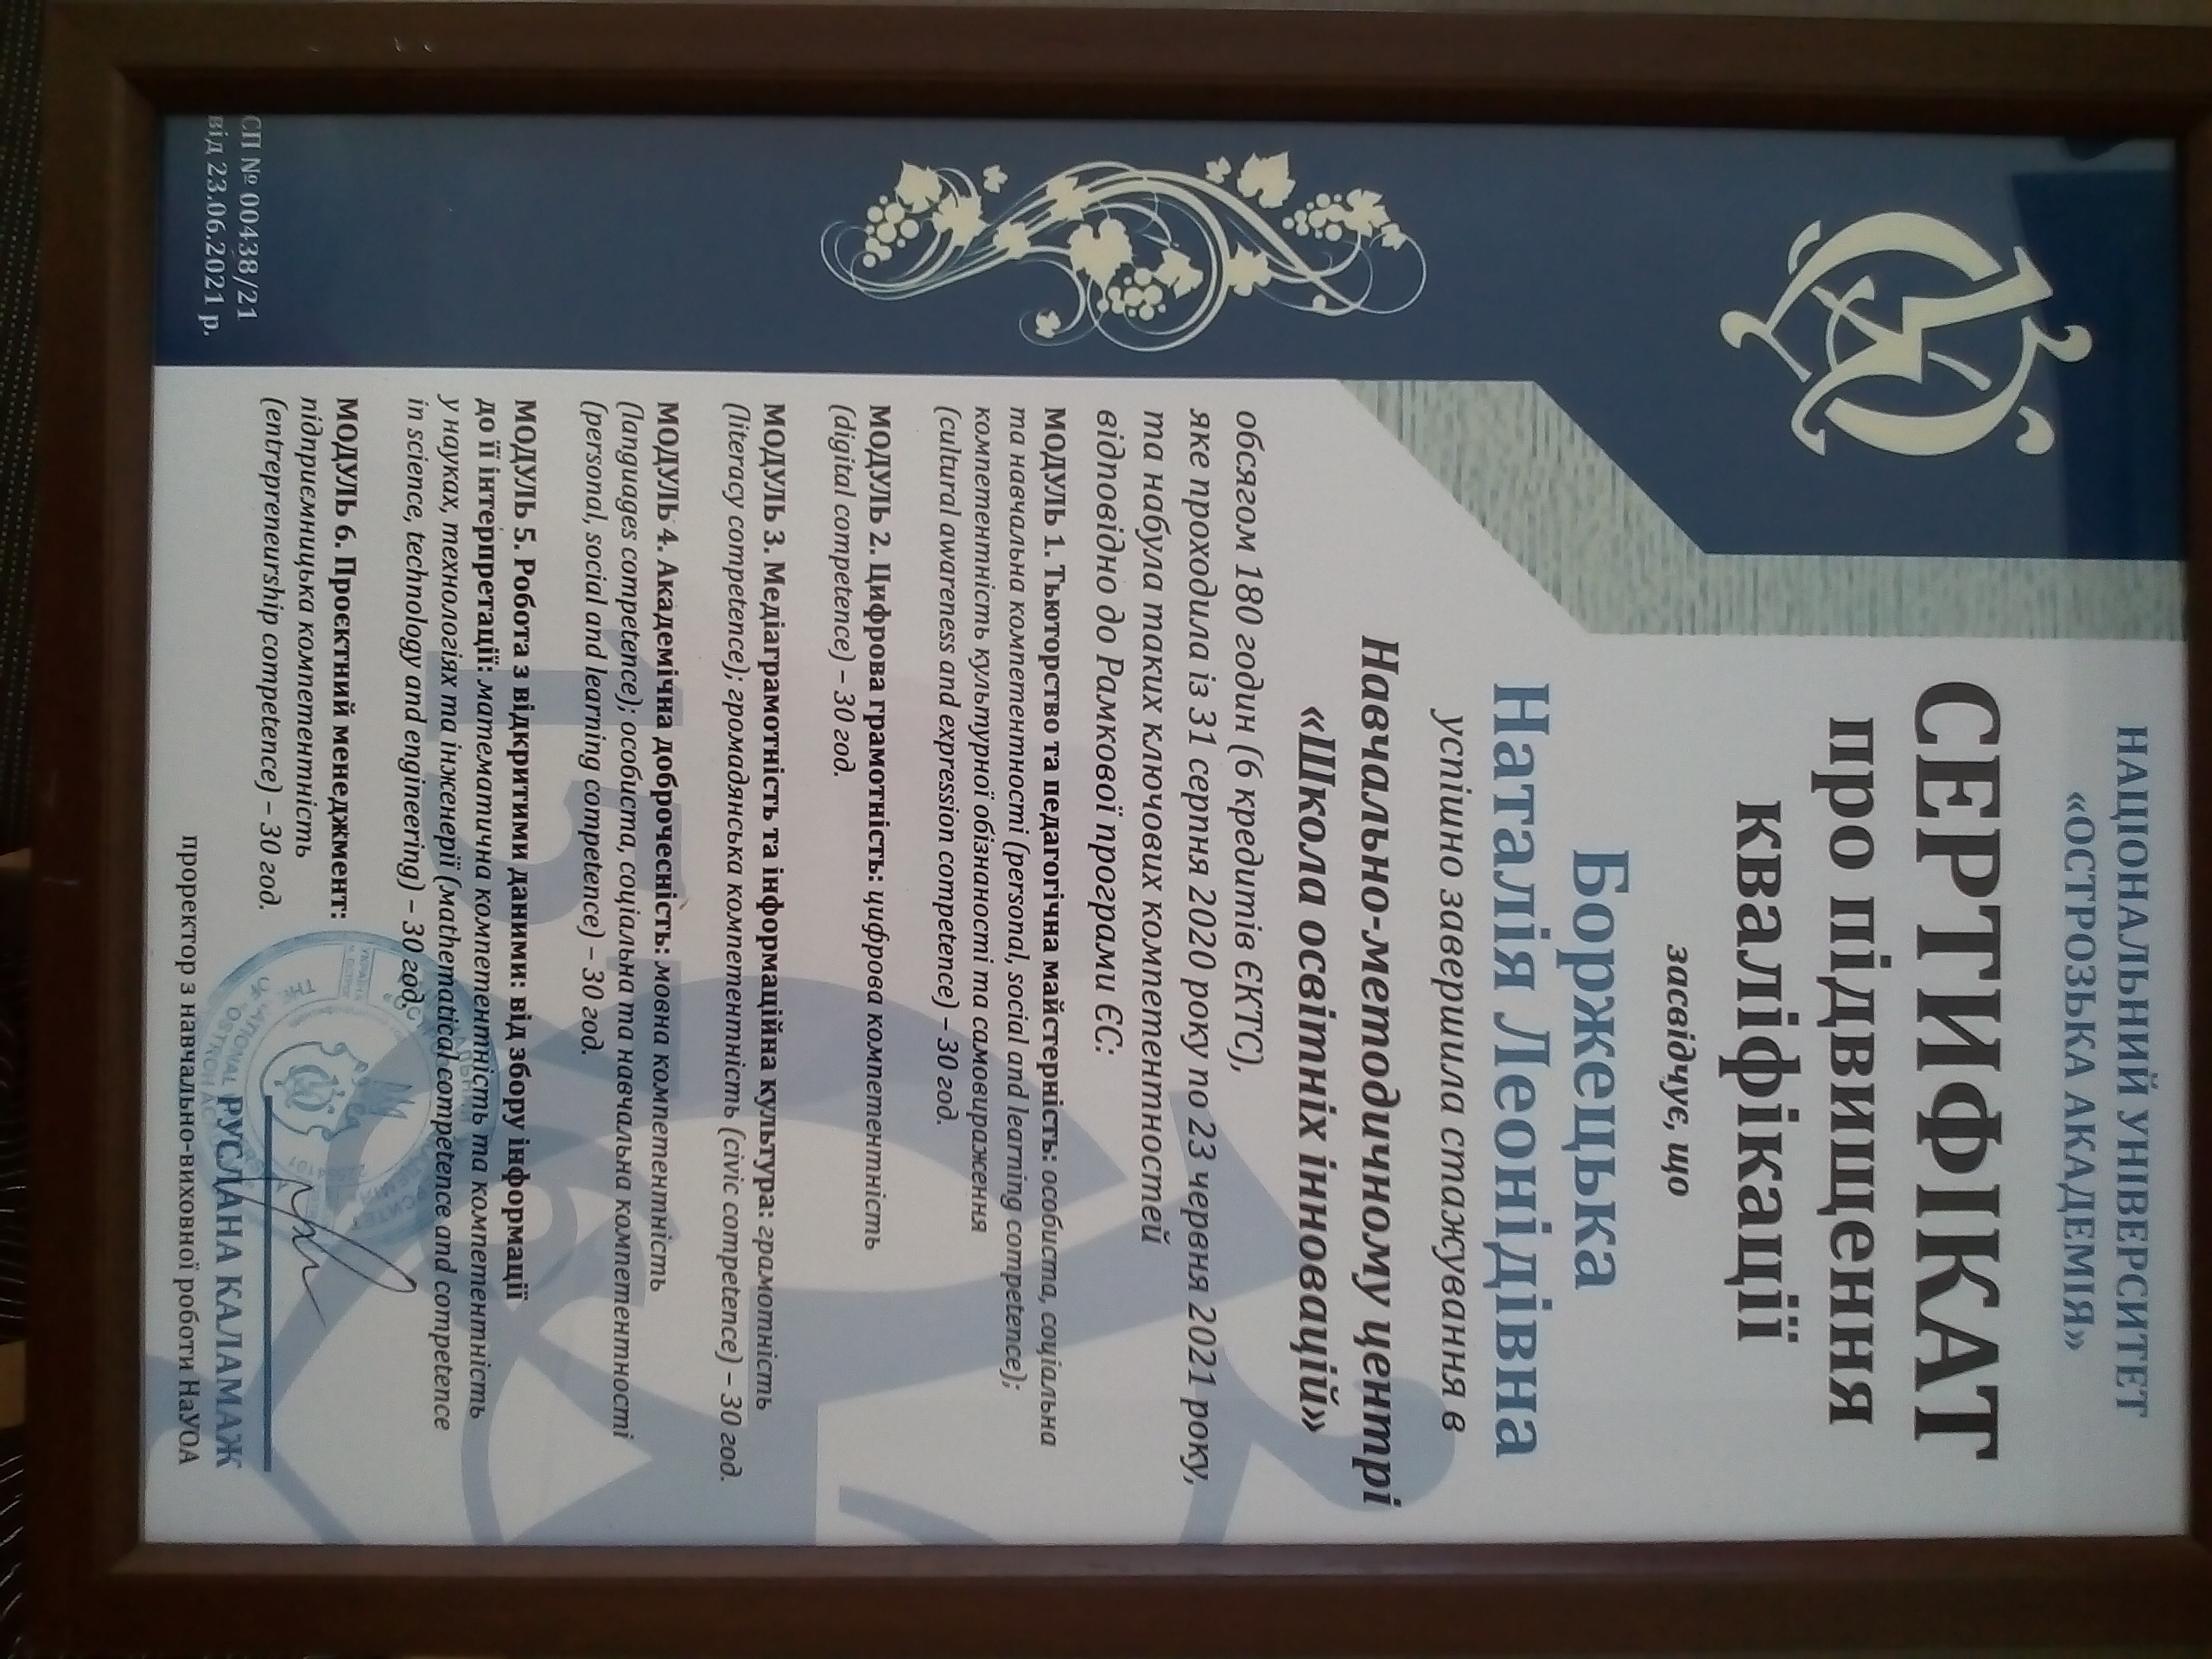 НАЦІОНАЛЬНИЙ УНІВЕРСИТЕТ
«ОСТРОЗЬКА АКАДЕМІЯ»
СЕРТИФІКАТ
про підвищення
кваліфікації
засвідчує, що
Боржецька
Наталія Леонідівна
успішно завершила стажування в
Навчально-методичному центрі
«Школа освітніх інновацій»
обсягом 180 годин (6 кредитів ЄКТС),
яке проходила із 31 серпня 2020 року по 23 червня 2021 року,
та набула таких ключових компетентностей
відповідно до Рамкової програми ЄС:
МОДУЛЬ 1. Тьюторство та педагогічна майстерність: особиста, соціальна
та навчальна компетентності (personal, social and learning competence);
компетентність культурної обізнаності та самовираження
(cultural awareness and expression competence) – 30 год.
МОДУЛЬ 2. Цифрова грамотність: цифрова компетентність
(digital competence) – 30 год.
МОДУЛЬ 3. Медіаграмотність та інформаційна культура: грамотність
(literacy competence); громадянська компетентність (civic competence) – 30 год.
МОДУЛЬ 4. Академічна доброчесність: мовна компетентність
(languages competence); особиста, соціальна та навчальна компетентності
(personal, social and learning competence) – 30 год.
МОДУЛЬ 5. Робота з відкритими даними: від збору інформації
до її інтерпретації: математична компетентність та компетентність
у науках, технологіях та інженерії (mathematical competence and competence
in science, technology and engineering) – 30 год.
МОДУЛЬ 6. Проєктний менеджмент:
підприємницька компетентність
(entrepreneurship competence) – 30 год.
РУСЛАНА КАЛАМАЖ
проректор з навчально-виховної роботи НаУОА
СП № 00438/21
від 23.06.2021 р.